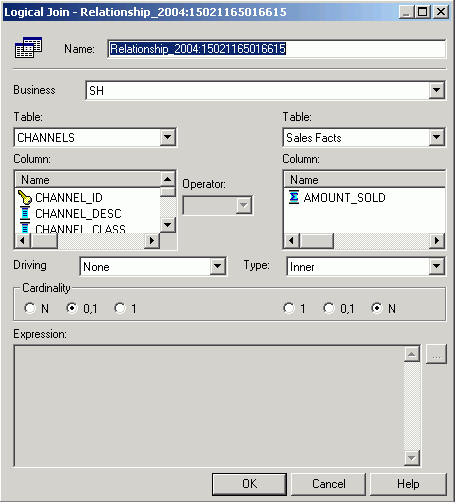 Logical Join - Relationship_2004:15021165016615
Name: Relationship_2004:15021165016615
Business SH
Table: Table:
CHANNELS Sales Facts
Column: Column:
Name Operator: Name
CHANNEL_ID AMOUNT_SOLD
CHANNEL_DESC
CHANNEL_CLASS
Driving None Type: Inner
Cardinality
N 0,1 1 1 0,1 N
Expression:
...
OK Cancel Help